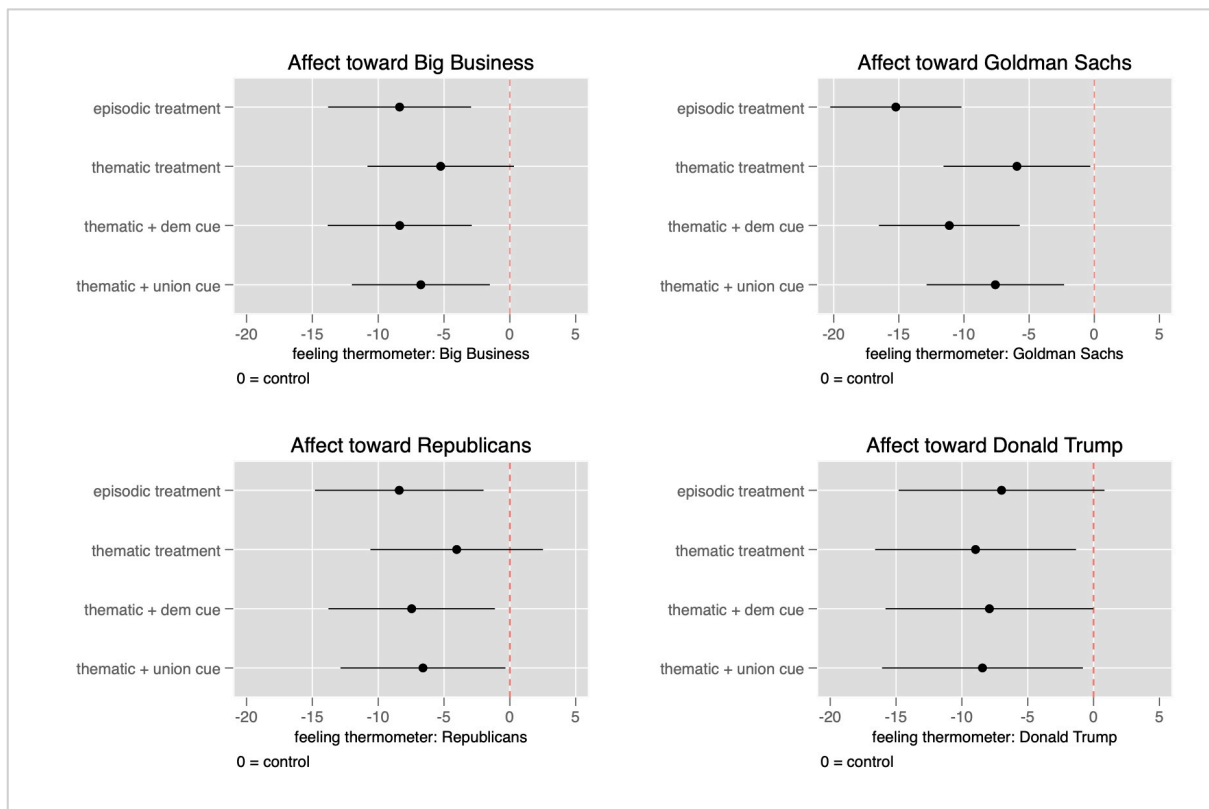 Affect toward Big Business
episodic treatment
thematic treatment
thematic + dem cue
thematic + union cue
-20 -15 -10 -5 0 5
feeling thermometer: Big Business
0 = control
Affect toward Goldman Sachs
episodic treatment
thematic treatment
thematic + dem cue
thematic + union cue
-20 -15 -10 -5 0 5
feeling thermometer: Goldman Sachs
0 = control
Affect toward Republicans
episodic treatment
thematic treatment
thematic + dem cue
thematic + union cue
-20 -15 -10 -5 0 5
feeling thermometer: Republicans
0 = control
Affect toward Donald Trump
episodic treatment
thematic treatment
thematic + dem cue
thematic + union cue
-20 -15 -10 -5 0 5
feeling thermometer: Donald Trump
0 = control